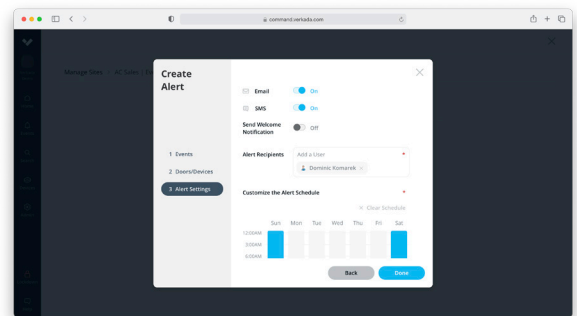 command.verkada.com
Manage Sites
Create
Alert
Email
On
SMS
On
Send Welcome
Notification
Off
1 Events
2 Doors/Devices
3 Alert Settings
Alert Recipients
Add a User
Dominic Komarek
Customize the Alert Schedule
Clear Schedule
Sun Mon Tue Wed Thu Fri Sat
12:00AM
3:00AM
6:00AM
Back
Done